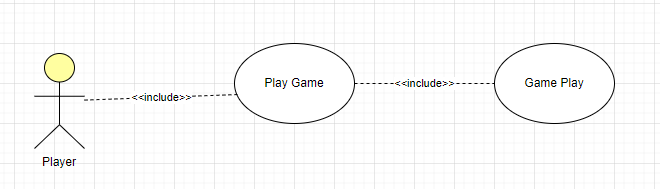 Play Game
<<include>>
Game Play
<<include>>
Player